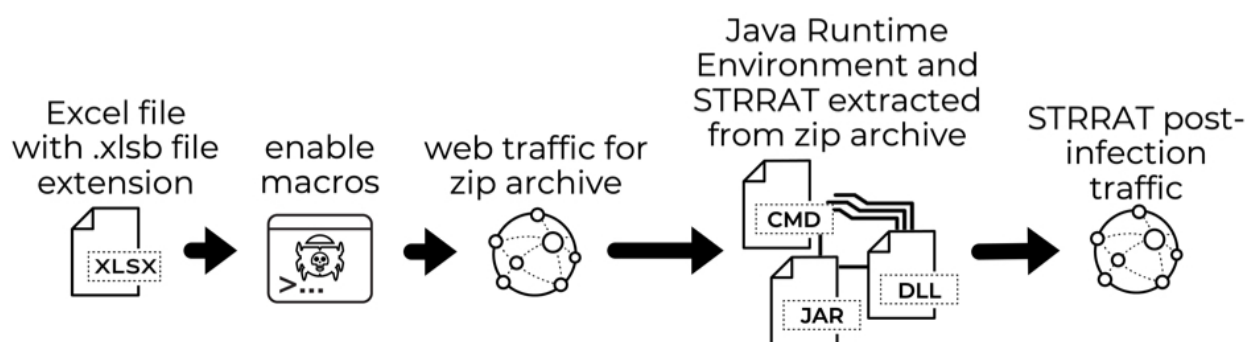 Excel file
with .xlsb file
extension
XLSX
enable
macros
>...
web traffic for
zip archive
Java Runtime
Environment and
STRRAT extracted
from zip archive
CMD
JAR
DLL
STRRAT post-
infection
traffic